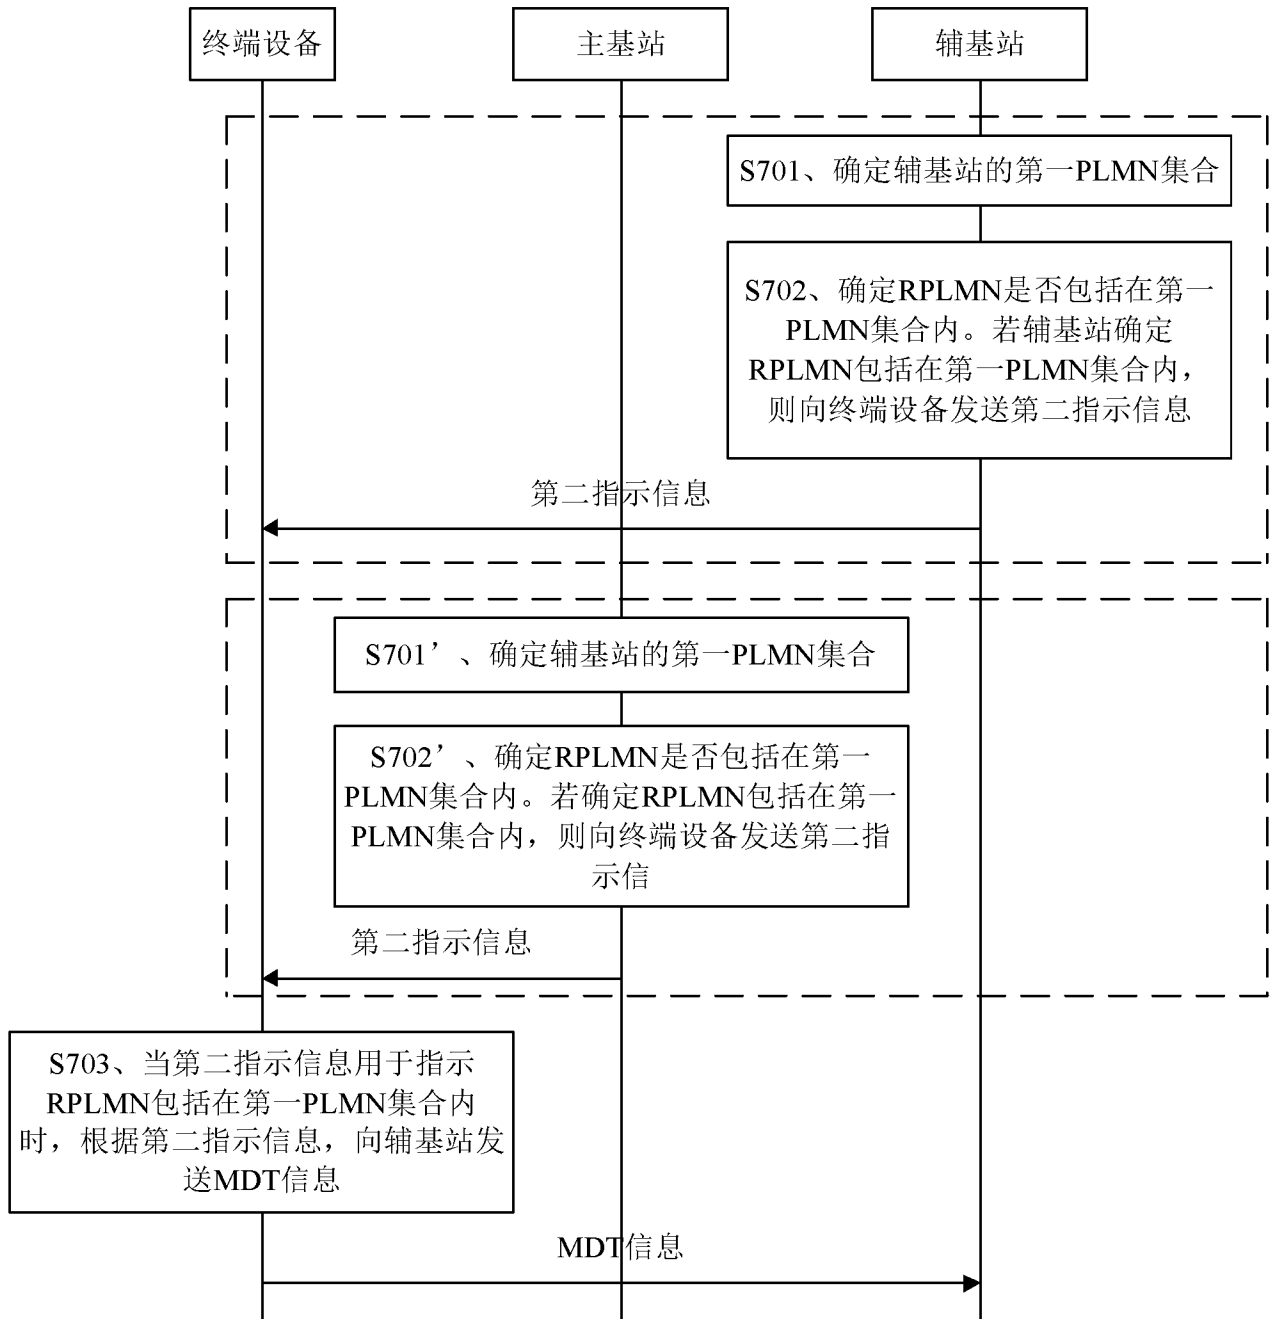 终端设备
主基站
辅基站
S701、确定辅基站的第一PLMN集合
S702、确定RPLMN是否包括在第一
PLMN集合内。若辅基站确定
RPLMN包括在第一PLMN集合内，
则向终端设备发送第二指示信息
第二指示信息
S701’、确定辅基站的第一PLMN集合
S702’、确定RPLMN是否包括在第一
PLMN集合内。若确定RPLMN包括在第一
PLMN集合内，则向终端设备发送第二指
示信
第二指示信息
S703、当第二指示信息用于指示
RPLMN包括在第一PLMN集合内
时，根据第二指示信息，向辅基站发
送MDT信息
MDT信息